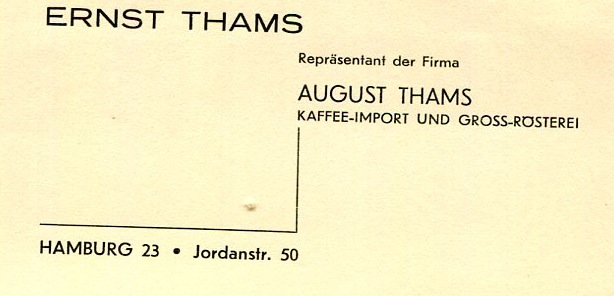 ERNST THAMS
Repräsentant der Firma
AUGUST THAMS
KAFFEE-IMPORT UND GROSS-RÖSTEREI
HAMBURG 23 • Jordanstr. 50